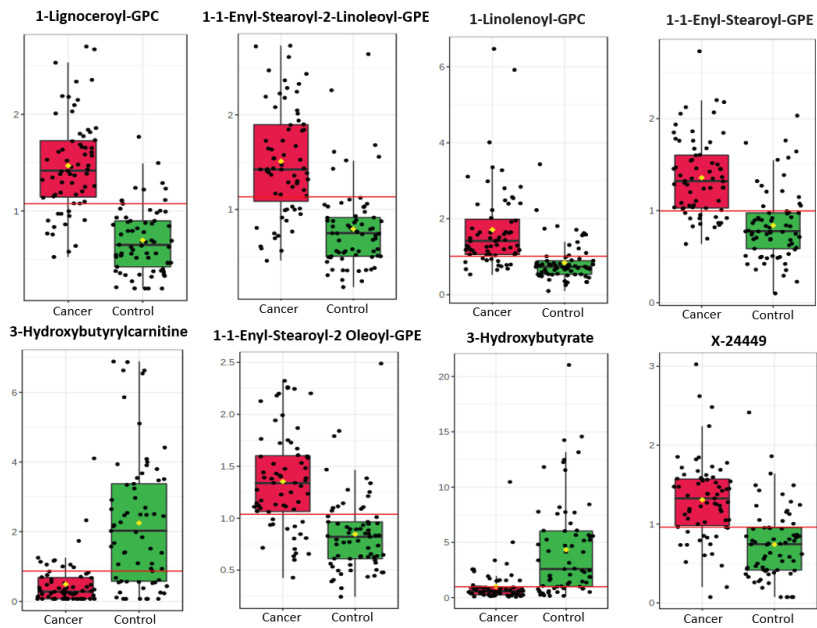 1-Lignoceroyl-GPC
1-1-Enyl-Stearoyl-2-Linoleoyl-GPE
1-Linolenoyl-GPC
1-1-Enyl-Stearoyl-GPE
2
1
Cancer
Control
2
1
Cancer
Control
6
4
2
0
Cancer
Control
2
1
0
Cancer
Control
3-Hydroxybutyrylcarnitine
1-1-Enyl-Stearoyl-2 Oleoyl-GPE
3-Hydroxybutyrate
X-24449
6
4
2
0
Cancer
Control
2.5
2.0
1.5
1.0
0.5
Cancer
Control
20
15
10
5
0
Cancer
Control
3
2
1
0
Cancer
Control